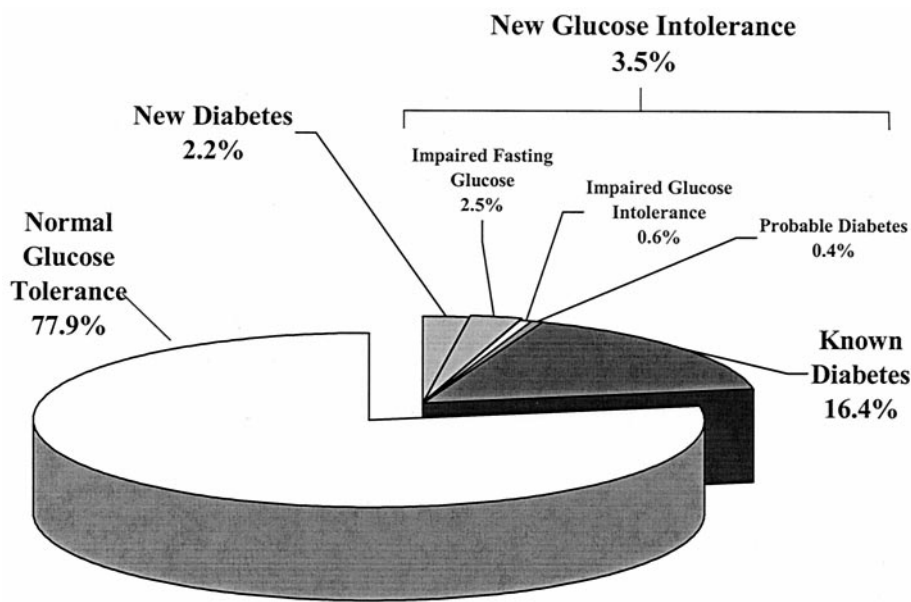 New Glucose Intolerance
3.5%
New Diabetes
2.2%
Impaired Fasting
Glucose
2.5%
Impaired Glucose
Intolerance
0.6%
Probable Diabetes
0.4%
Normal
Glucose
Tolerance
77.9%
Known
Diabetes
16.4%